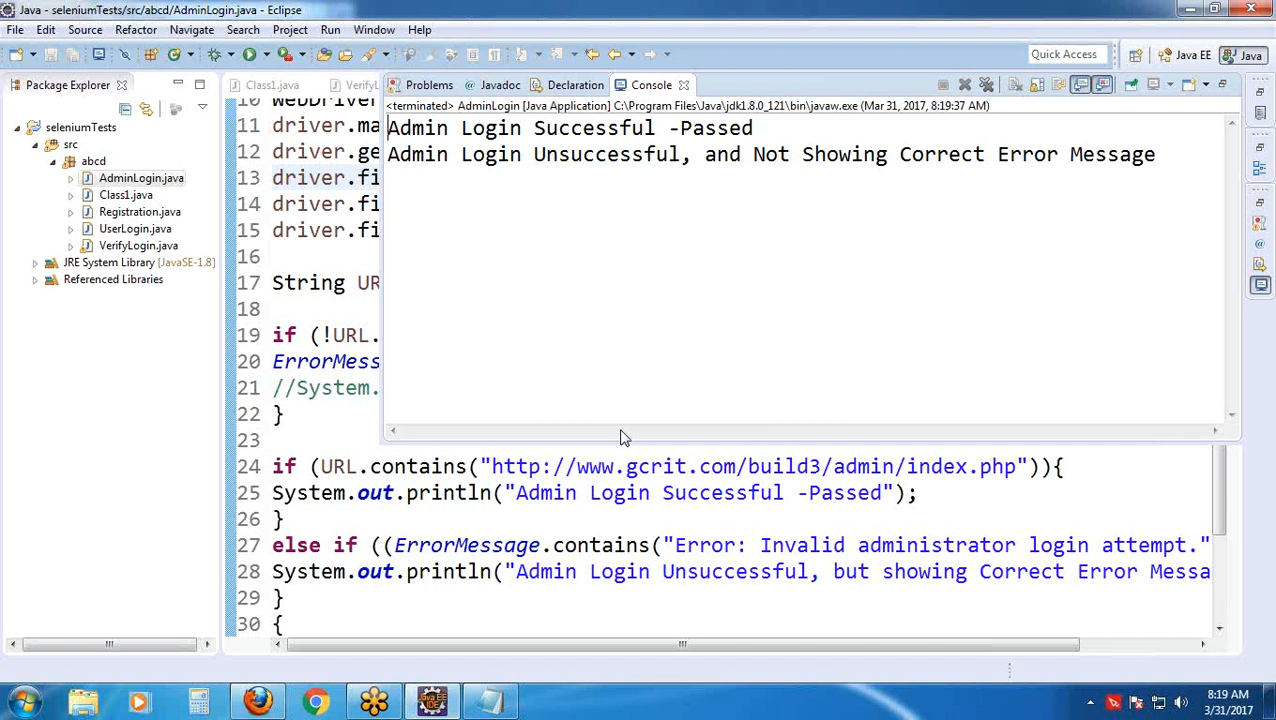 Java - seleniumTests/src/abcd/AdminLogin.java - Eclipse
File Edit Source Refactor Navigate Search Project Run Window Help
Quick Access Java EE Java
Package Explorer
seleniumTests
src
abcd
AdminLogin.java
Class1.java
Registration.java
UserLogin.java
VerifyLogin.java
JRE System Library [JavaSE-1.8]
Referenced Libraries
Class1.java
Problems Javadoc Declaration Console
<terminated> AdminLogin [Java Application] C:\Program Files\Java\jdk1.8.0_121\bin\javaw.exe (Mar 31, 2017, 8:19:37 AM)
Admin Login Successful -Passed
Admin Login Unsuccessful, and Not Showing Correct Error Message
10
11 driver.ma
12 driver.ge
13 driver.fi
14 driver.fi
15 driver.fi
16
17 String UR
18
19 if (!URL.
20 ErrorMess
21 //System.
22 }
23
24 if (URL.contains("http://www.gcrit.com/build3/admin/index.php")){
25 System.out.println("Admin Login Successful -Passed");
26 }
27 else if ((ErrorMessage.contains("Error: Invalid administrator login attempt."
28 System.out.println("Admin Login Unsuccessful, but showing Correct Error Messa
29 }
30 {
Java EE
IDE
8:19 AM
3/31/2017